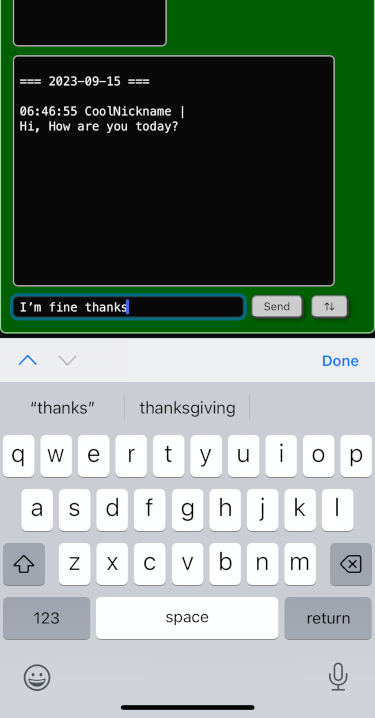 === 2023-09-15 ===
06:46:55 CoolNickname |
Hi, How are you today?
I’m fine thanks
Send
Done
“thanks”
thanksgiving
q w e r t y u i o p
a s d f g h j k l
z x c v b n m
123
space
return